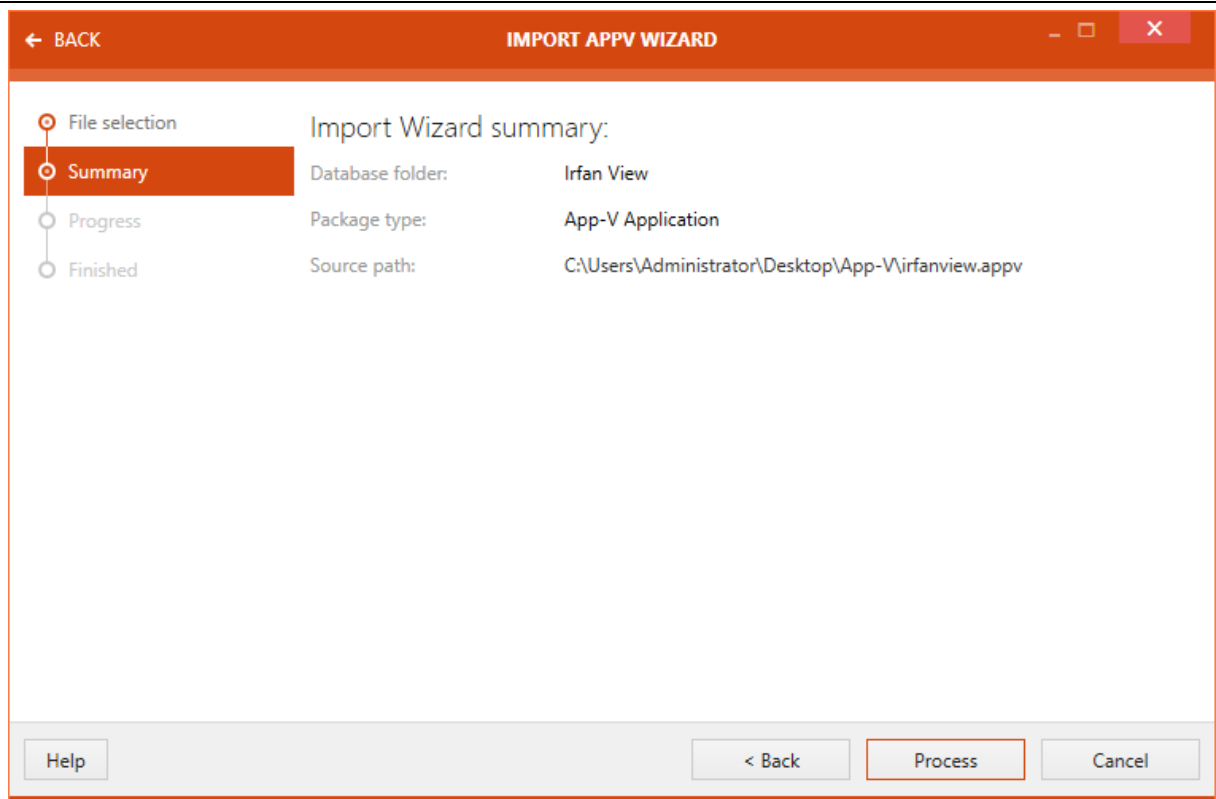 BACK
IMPORT APPV WIZARD
File selection
Summary
Progress
Finished
Import Wizard summary:
Database folder: Irfan View
Package type: App-V Application
Source path: C:\Users\Administrator\Desktop\App-V\irfanview.appv
Help
< Back
Process
Cancel